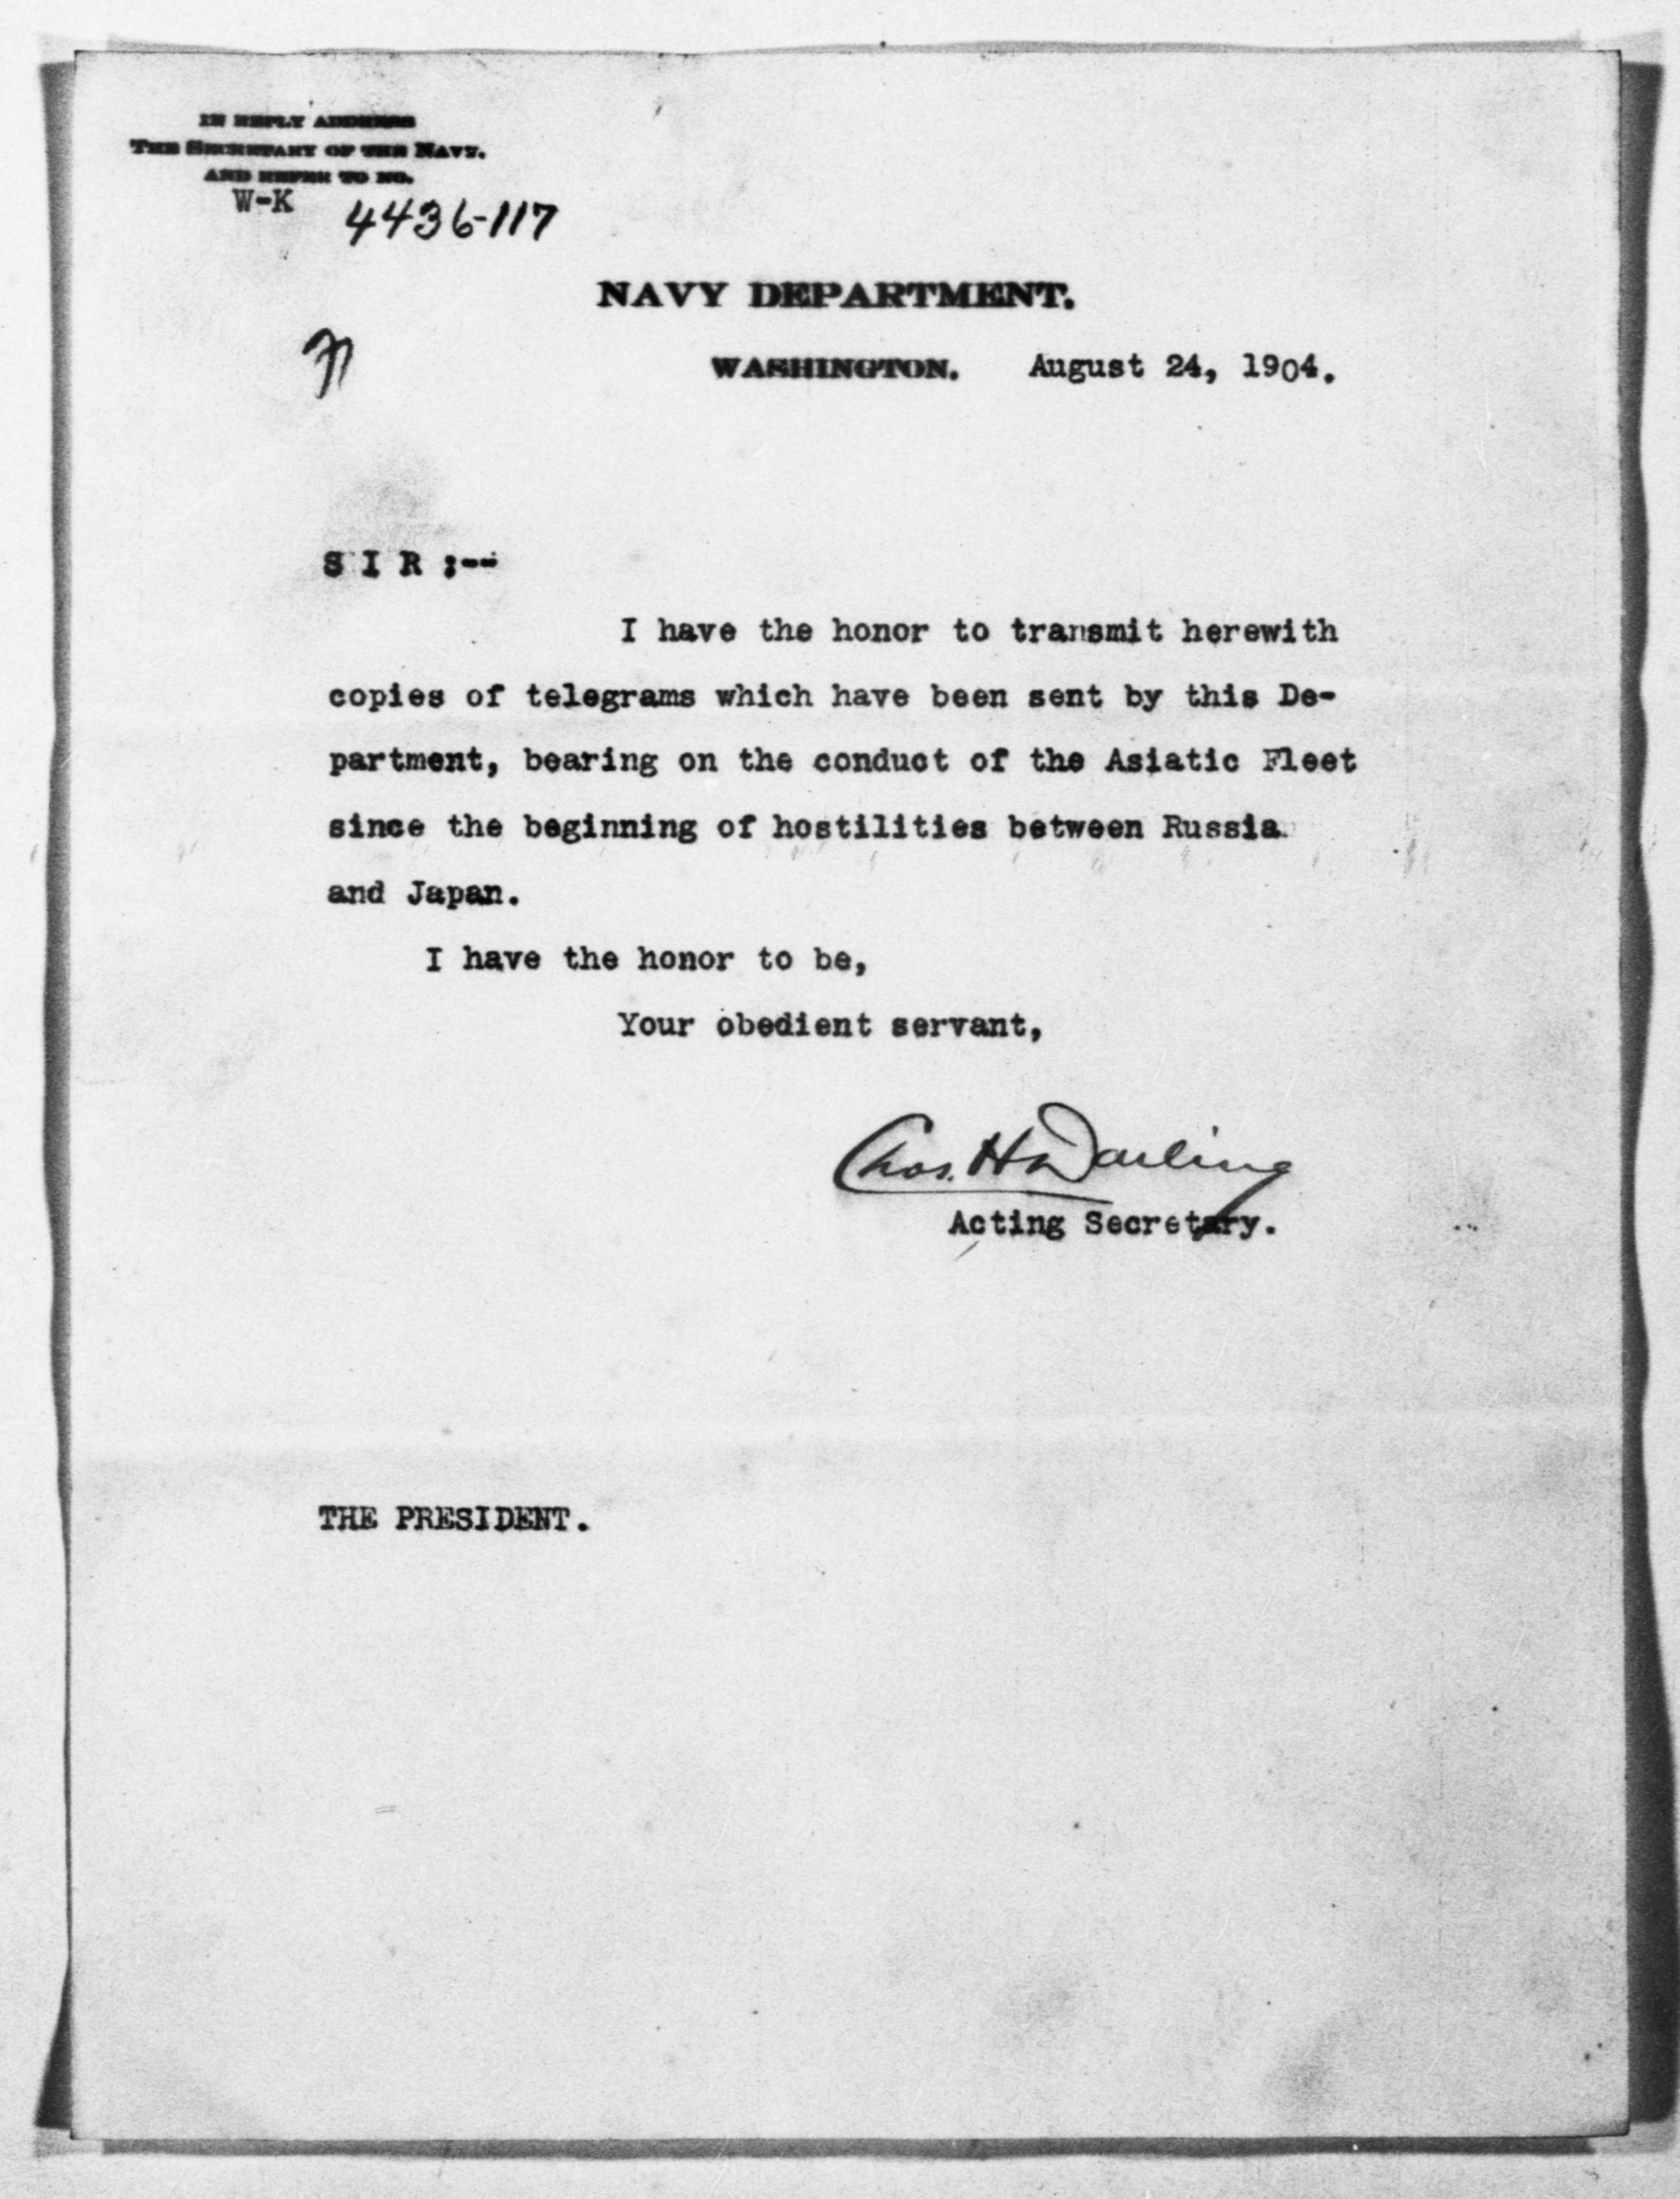 IN REPLY ADDRESS
THE SECRETARY OF THE NAVY.
AND REFER TO NO.
W-K 4436-117
NAVY DEPARTMENT.
WASHINGTON. August 24, 1904.
S I R :--
I have the honor to transmit herewith
copies of telegrams which have been sent by this De-
partment, bearing on the conduct of the Asiatic Fleet
since the beginning of hostilities between Russia
and Japan.
I have the honor to be,
Your obedient servant,
Chas. H. Darling
Acting Secretary.
THE PRESIDENT.